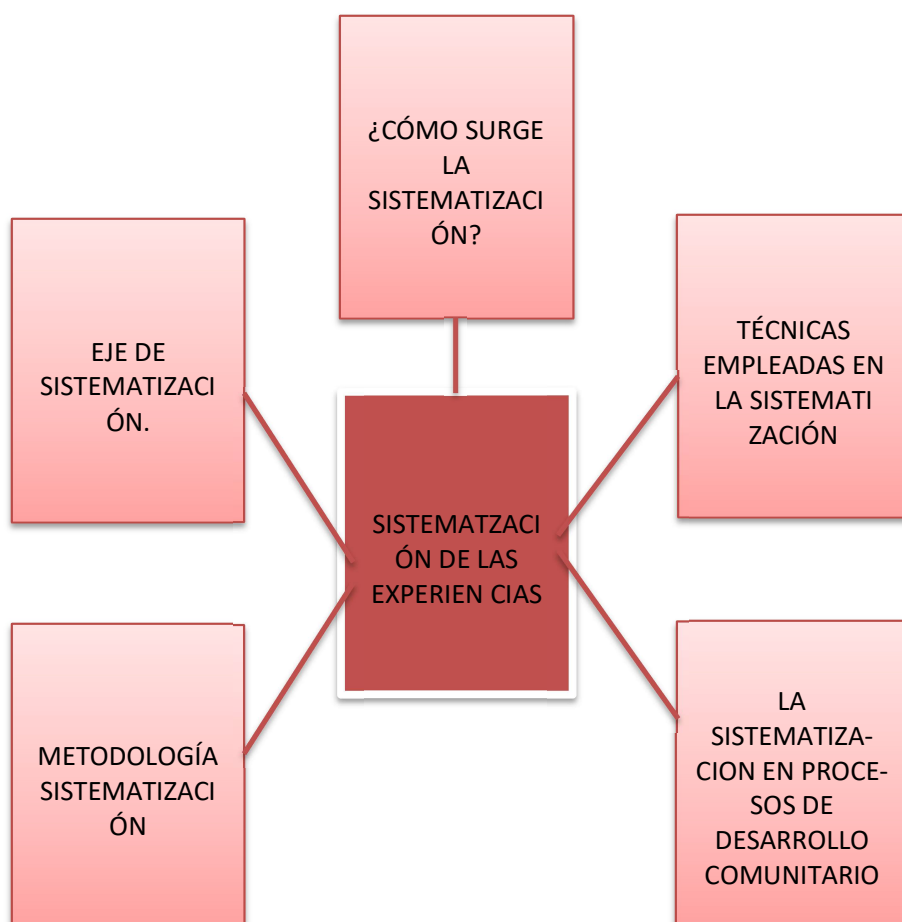 ¿CÓMO SURGE
LA
SISTEMATIZACI
ÓN?
EJE DE
SISTEMATIZACI
ÓN.
TÉCNICAS
EMPLEADAS EN
LA SISTEMATI
ZACIÓN
SISTEMATZACI
ÓN DE LAS
EXPERIEN CIAS
METODOLOGÍA
SISTEMATIZACI
ÓN
LA
SISTEMATIZA-
CION EN PROCE-
SOS DE
DESARROLLO
COMUNITARIO